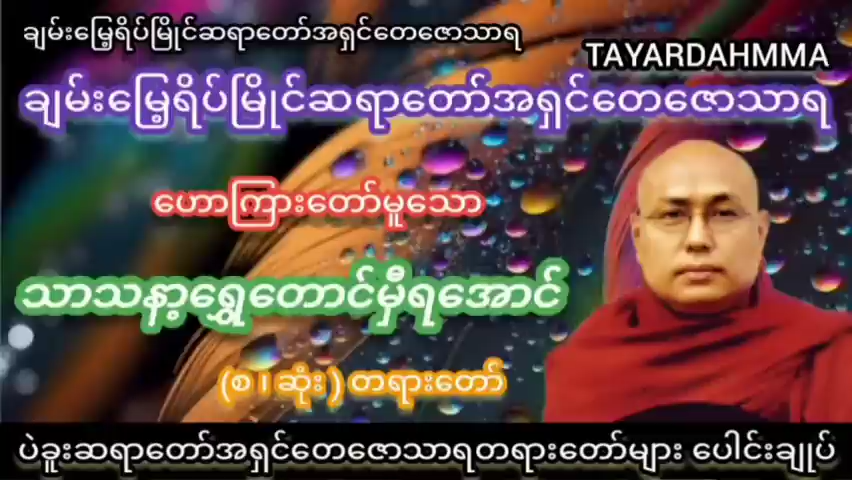 ချမ်းမြေ့ရိပ်မြိုင်ဆရာတော်အရှင်တေဇောသာရ
TAYARDAHMMA
ချမ်းမြေ့ရိပ်မြိုင်ဆရာတော်အရှင်တေဇောသာရ
ဟောကြားတော်မူသော
သာသနာ့ရွှေတောင်မှီရအောင်
(စ၊ဆုံး) တရားတော်
ပဲခူးဆရာတော်အရှင်တေဇောသာရတရားတော်များ ပေါင်းချုပ်